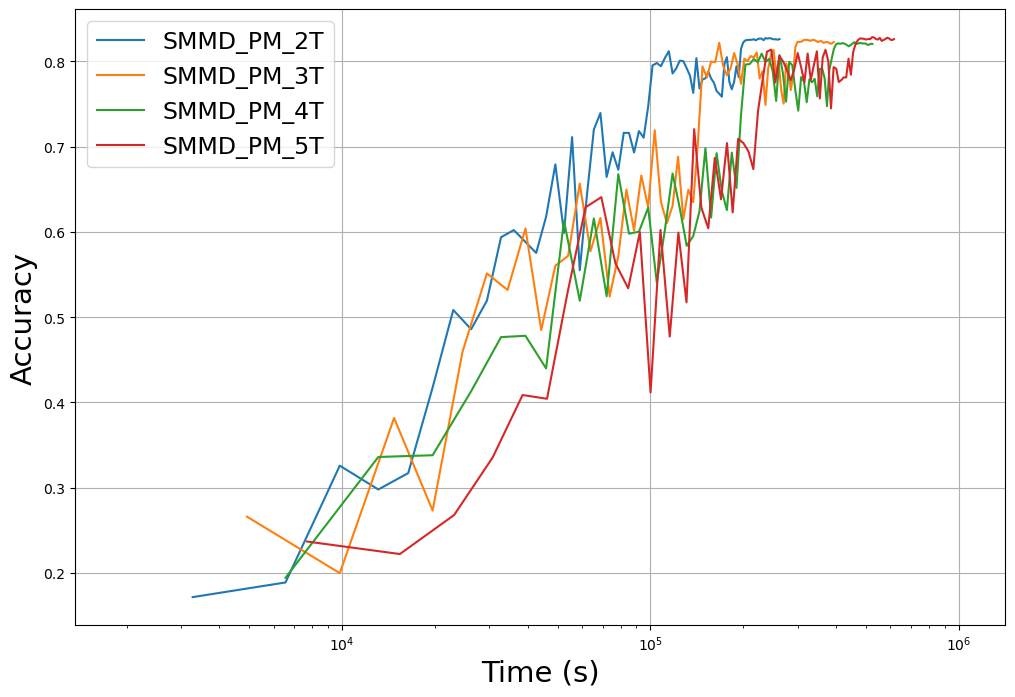 SMMD_PM_2T
SMMD_PM_3T
SMMD_PM_4T
SMMD_PM_5T
0.8
0.7
0.6
0.5
0.4
0.3
0.2
Accuracy
10⁴
10⁵
10⁶
Time (s)